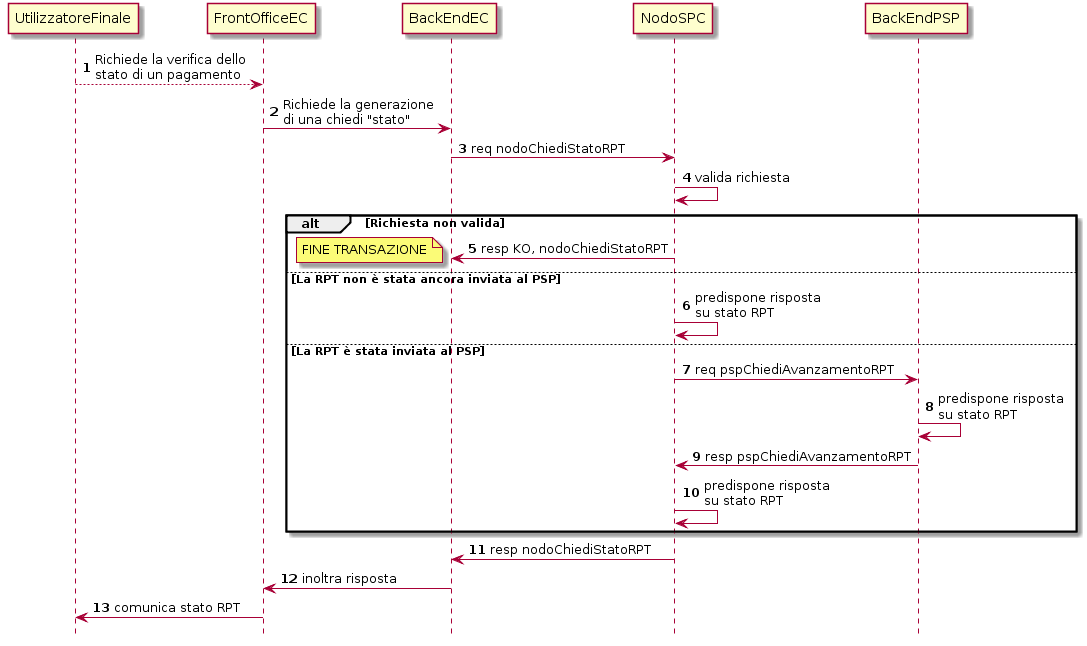 UtilizzatoreFinale
FrontOfficeEC
BackEndEC
NodoSPC
BackEndPSP
1 Richiede la verifica dello
stato di un pagamento
2 Richiede la generazione
di una chiedi "stato"
3 req nodoChiediStatoRPT
4 valida richiesta
alt [Richiesta non valida]
FINE TRANSAZIONE
5 resp KO, nodoChiediStatoRPT
[La RPT non è stata ancora inviata al PSP]
6 predispone risposta
su stato RPT
[La RPT è stata inviata al PSP]
7 req pspChiediAvanzamentoRPT
8 predispone risposta
su stato RPT
9 resp pspChiediAvanzamentoRPT
10 predispone risposta
su stato RPT
11 resp nodoChiediStatoRPT
12 inoltra risposta
13 comunica stato RPT